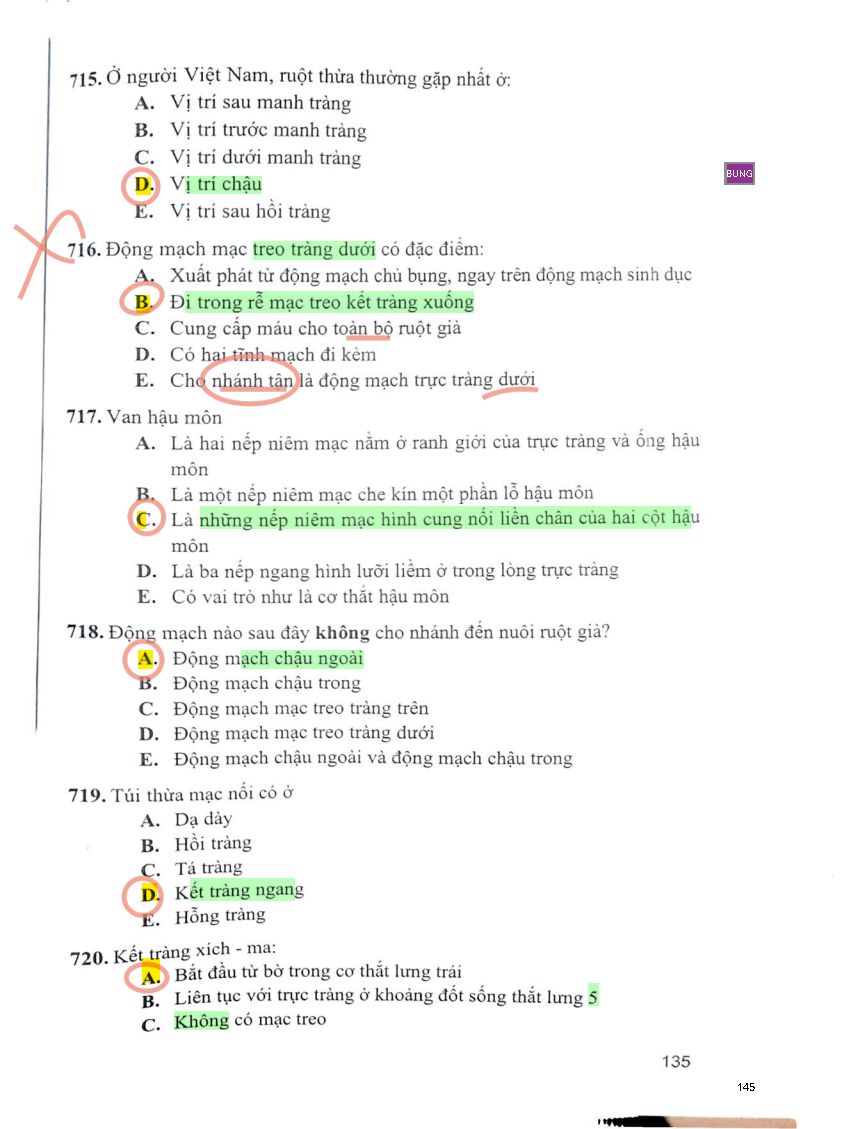 715. Ở người Việt Nam, ruột thừa thường gặp nhất ở:
A. Vị trí sau manh tràng
B. Vị trí trước manh tràng
C. Vị trí dưới manh tràng
BUNG
D. Vị trí chậu
E. Vị trí sau hồi tràng
716. Động mạch mạc treo tràng dưới có đặc điểm:
A. Xuất phát từ động mạch chủ bụng, ngay trên động mạch sinh dục
B. Đi trong rễ mạc treo kết tràng xuống
C. Cung cấp máu cho toàn bộ ruột già
D. Có hai tĩnh mạch đi kèm
E. Cho nhánh tận là động mạch trực tràng dưới
717. Van hậu môn
A. Là hai nếp niêm mạc nằm ở ranh giới của trực tràng và ống hậu
môn
B. Là một nếp niêm mạc che kín một phần lỗ hậu môn
C. Là những nếp niêm mạc hình cung nối liền chân của hai cột hậu
môn
D. Là ba nếp ngang hình lưỡi liềm ở trong lòng trực tràng
E. Có vai trò như là cơ thắt hậu môn
718. Động mạch nào sau đây không cho nhánh đến nuôi ruột già?
A. Động mạch chậu ngoài
B. Động mạch chậu trong
C. Động mạch mạc treo tràng trên
D. Động mạch mạc treo tràng dưới
E. Động mạch chậu ngoài và động mạch chậu trong
719. Túi thừa mạc nối có ở
A. Dạ dày
B. Hồi tràng
C. Tá tràng
D. Kết tràng ngang
E. Hỗng tràng
720. Kết tràng xích - ma:
A. Bắt đầu từ bờ trong cơ thắt lưng trái
B. Liên tục với trực tràng ở khoảng đốt sống thắt lưng 5
C. Không có mạc treo
135
145